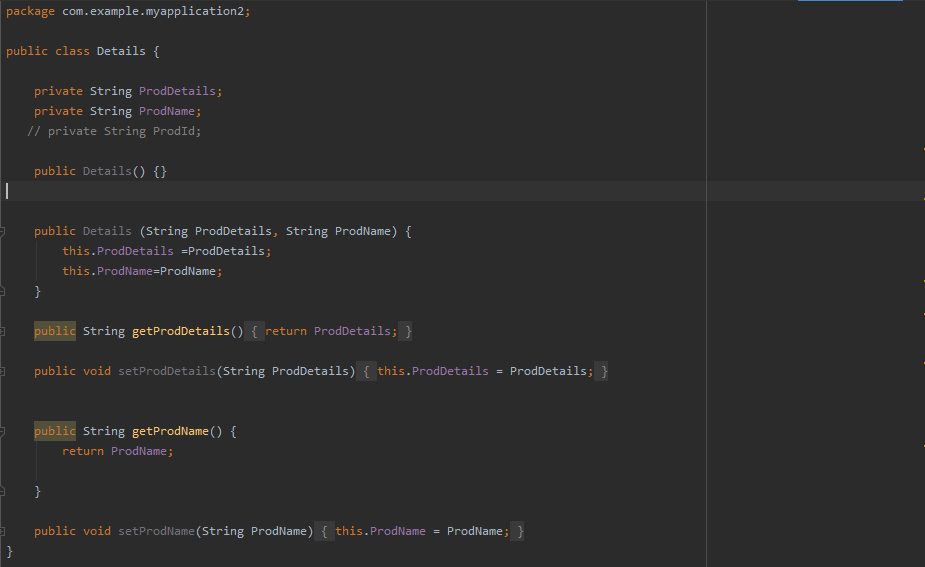 package com.example.myapplication2;
public class Details {
private String ProdDetails;
private String ProdName;
// private String ProdId;
public Details() {}
public Details (String ProdDetails, String ProdName) {
this.ProdDetails =ProdDetails;
this.ProdName=ProdName;
}
public String getProdDetails() { return ProdDetails; }
public void setProdDetails(String ProdDetails) { this.ProdDetails = ProdDetails; }
public String getProdName() {
return ProdName;
}
public void setProdName(String ProdName) { this.ProdName = ProdName; }
}